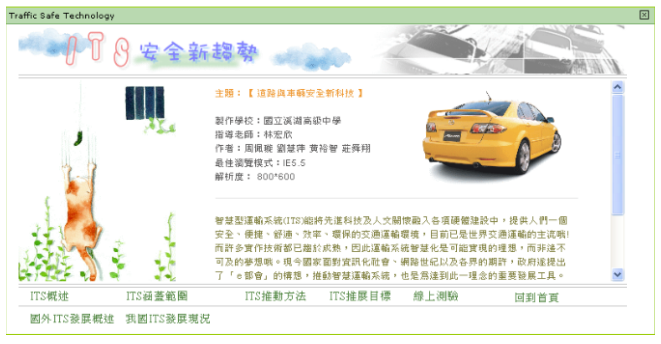 Traffic Safe Technology
ITS 安全新趨勢
主題：【 道路與車輛安全新科技 】
製作學校：國立溪湖高級中學
指導老師：林宏欣
作者：周佩璇 劉慧萍 黃裕智 莊舜翔
最佳瀏覽模式：IE5.5
解析度： 800*600
智慧型運輸系統(ITS)能將先進科技及人文關懷融入各項硬體建設中，提供人們一個
安全、便捷、舒適、效率、環保的交通運輸環境，目前已是世界交通運輸的主流哦!
而許多實作技術都已趨於成熟，因此運輸系統智慧化是可能實現的理想，而非遙不
可及的夢想哦。現今國家面對資訊化社會、網路世紀以及各界的期許，政府遂提出
了「e都會」的構想，推動智慧運輸系統，也是為達到此一理念的重要發展工具。
ITS概述 ITS涵蓋範圍 ITS推動方法 ITS推展目標 線上測驗 回到首頁
國外ITS發展概述 我國ITS發展現況